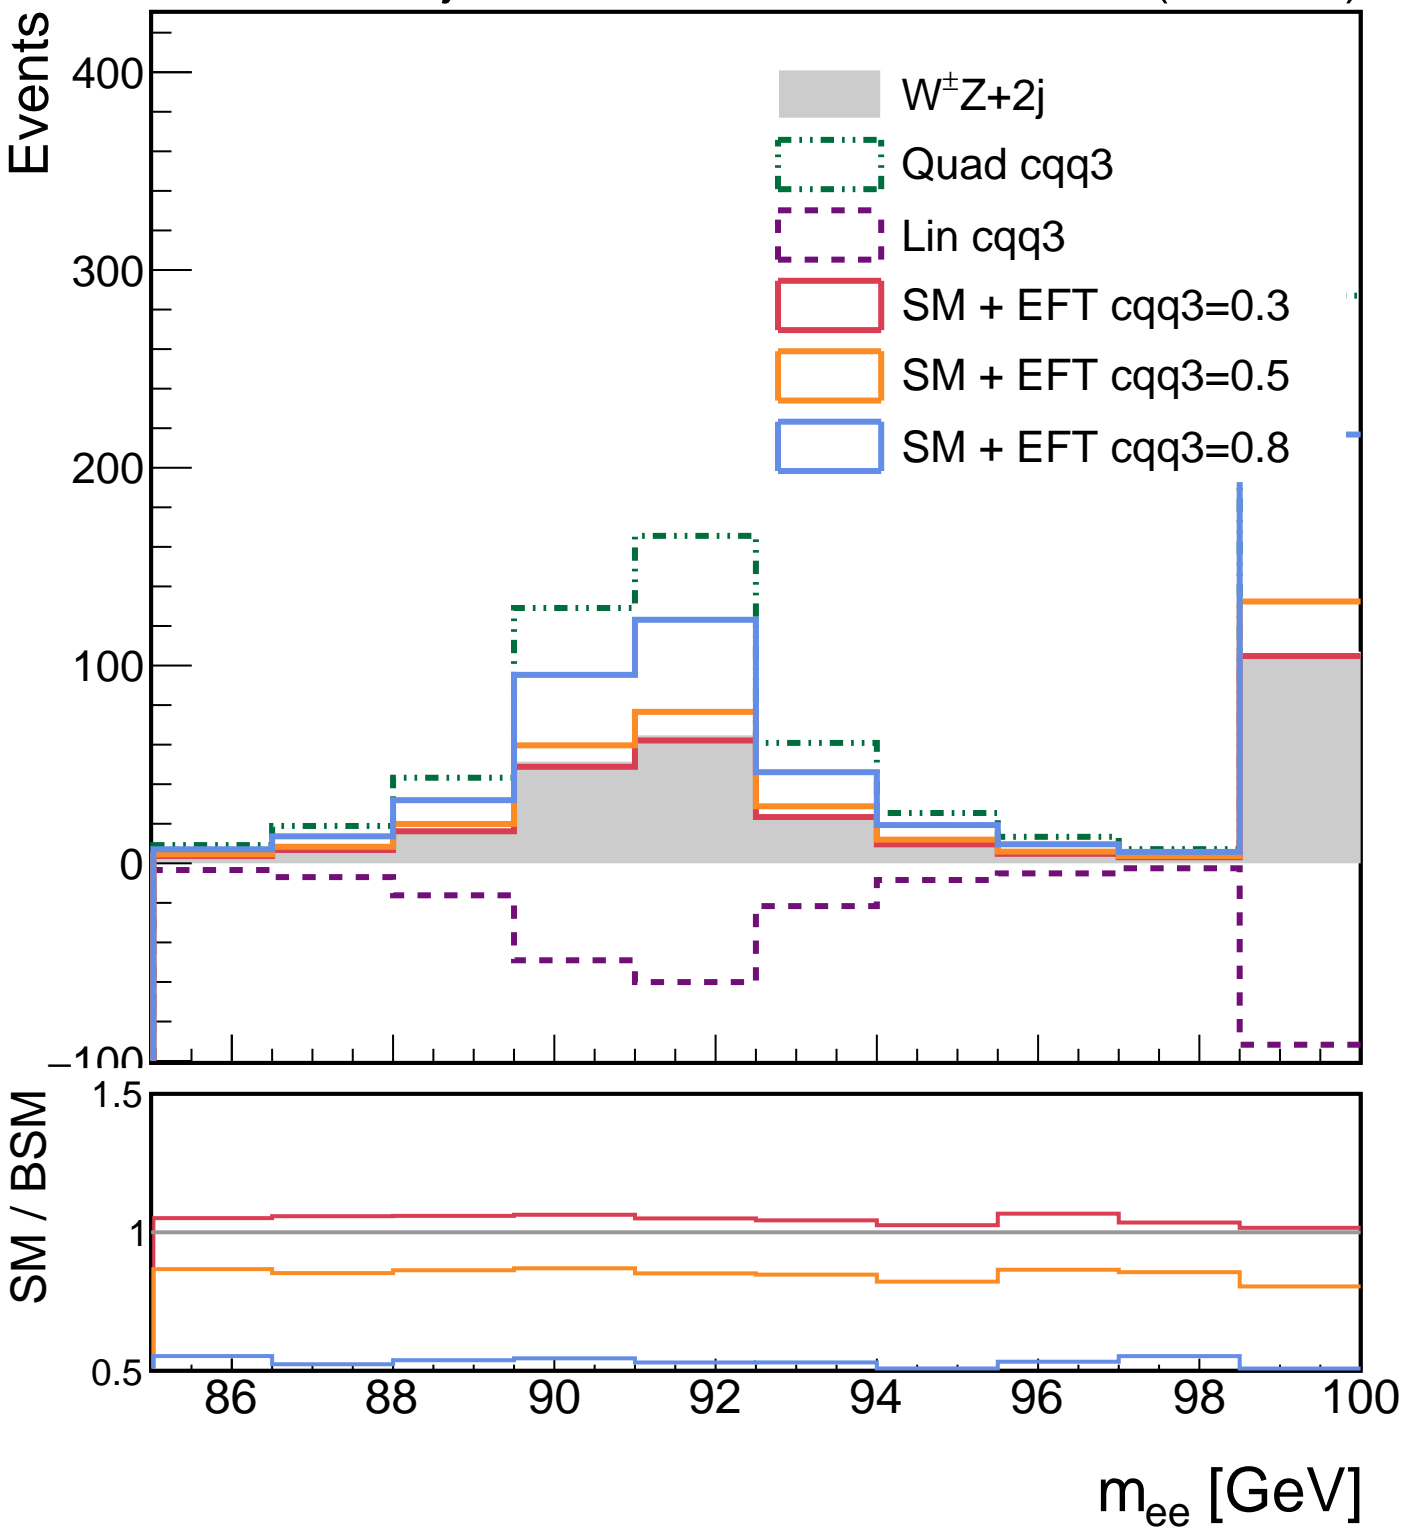 Events
400
300
200
100
0
−100
W±Z+2j
Quad cqq3
Lin cqq3
SM + EFT cqq3=0.3
SM + EFT cqq3=0.5
SM + EFT cqq3=0.8
SM / BSM
1.5
1
0.5
86 88 90 92 94 96 98 100
mee [GeV]